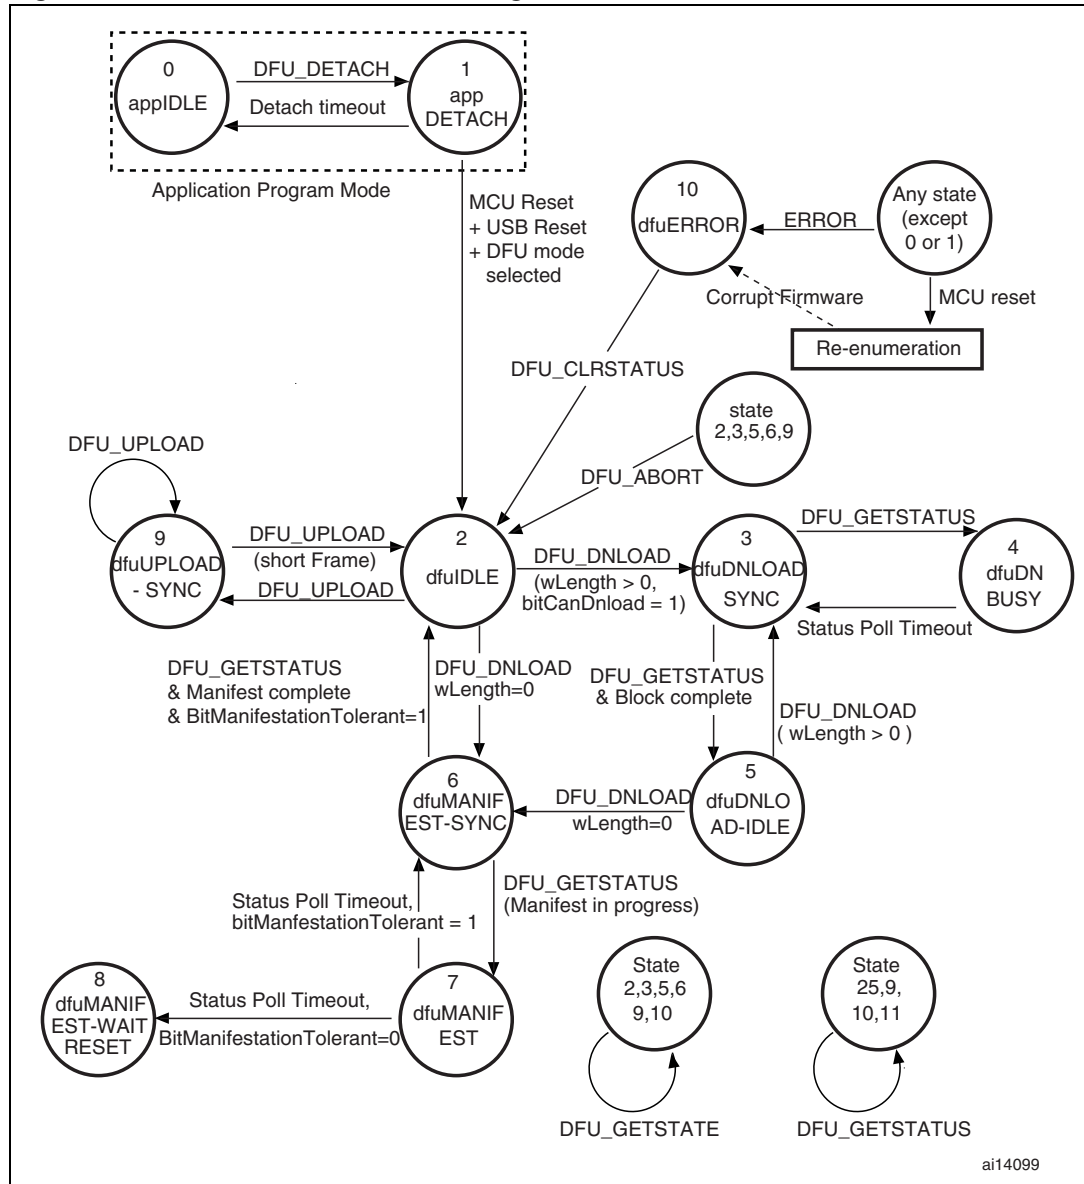 0
appIDLE
DFU_DETACH
Detach timeout
1
app
DETACH
Application Program Mode
MCU Reset
+ USB Reset
+ DFU mode
selected
10
dfuERROR
ERROR
Any state
(except
0 or 1)
Corrupt Firmware
MCU reset
Re-enumeration
DFU_CLRSTATUS
state
2,3,5,6,9
DFU_ABORT
DFU_UPLOAD
9
dfuUPLOAD
- SYNC
DFU_UPLOAD
(short Frame)
DFU_UPLOAD
2
dfuIDLE
DFU_DNLOAD
(wLength > 0,
bitCanDnload = 1)
3
dfuDNLOAD
SYNC
DFU_GETSTATUS
4
dfuDN
BUSY
Status Poll Timeout
DFU_GETSTATUS
& Manifest complete
& BitManifestationTolerant=1
DFU_DNLOAD
wLength=0
DFU_GETSTATUS
& Block complete
DFU_DNLOAD
( wLength > 0 )
6
dfuMANIF
EST-SYNC
DFU_DNLOAD
wLength=0
5
dfuDNLO
AD-IDLE
Status Poll Timeout,
bitManfestationTolerant = 1
DFU_GETSTATUS
(Manifest in progress)
8
dfuMANIF
EST-WAIT
RESET
Status Poll Timeout,
BitManifestationTolerant=0
7
dfuMANIF
EST
State
2,3,5,6
9,10
DFU_GETSTATE
State
25,9,
10,11
DFU_GETSTATUS
ai14099